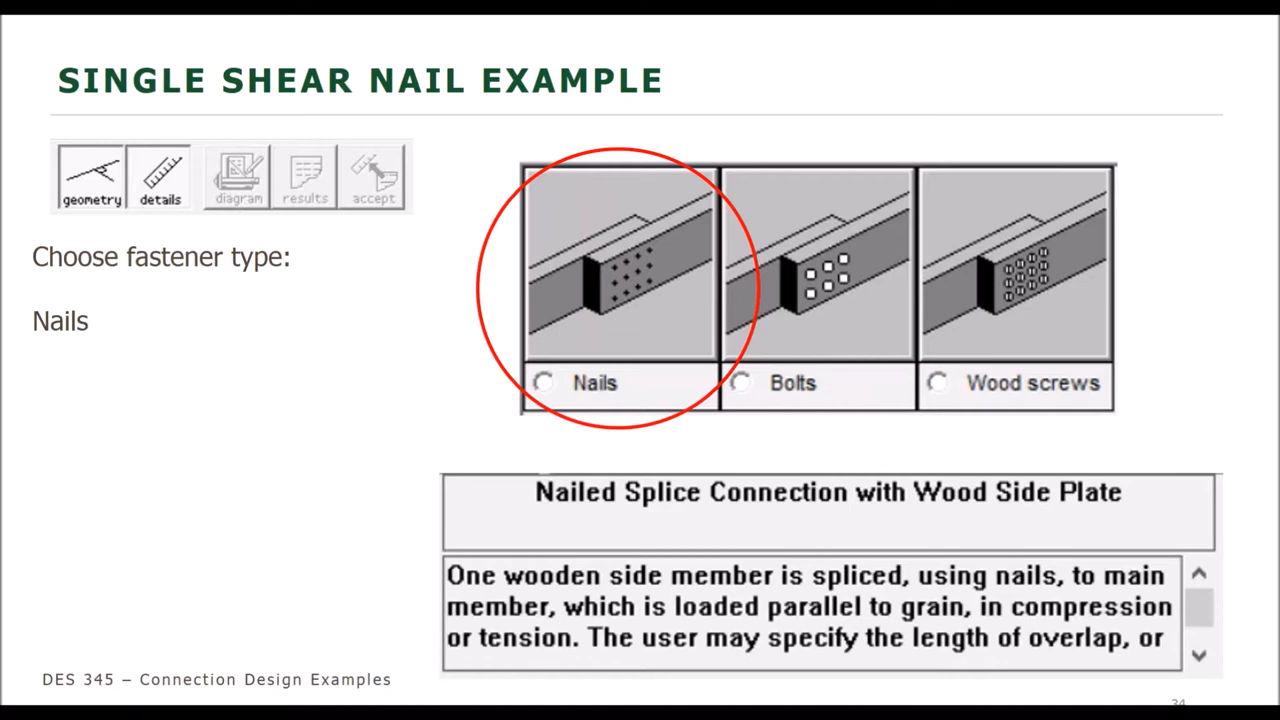 SINGLE SHEAR NAIL EXAMPLE
geometry details diagram results accept
Choose fastener type:
Nails
Nails Bolts Wood screws
Nailed Splice Connection with Wood Side Plate
One wooden side member is spliced, using nails, to main
member, which is loaded parallel to grain, in compression
or tension. The user may specify the length of overlap, or
DES 345 – Connection Design Examples
34